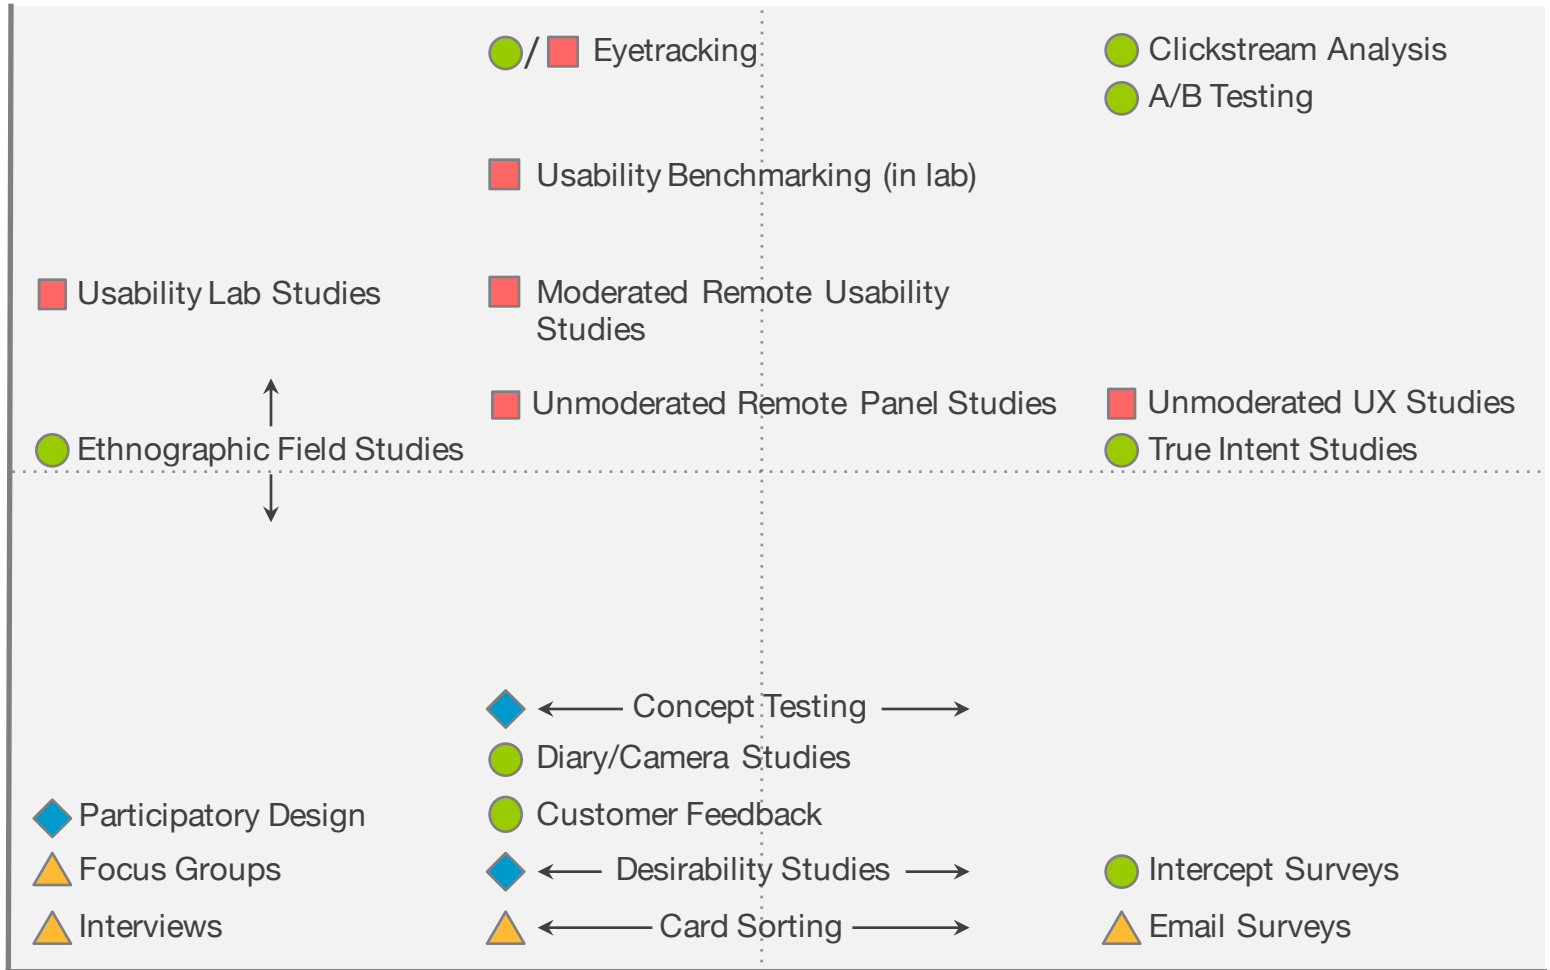 / Eyetracking
Clickstream Analysis
A/B Testing
Usability Benchmarking (in lab)
Usability Lab Studies
Moderated Remote Usability
Studies
Unmoderated Remote Panel Studies
Unmoderated UX Studies
Ethnographic Field Studies
True Intent Studies
Concept Testing
Diary/Camera Studies
Participatory Design
Customer Feedback
Focus Groups
Desirability Studies
Intercept Surveys
Interviews
Card Sorting
Email Surveys